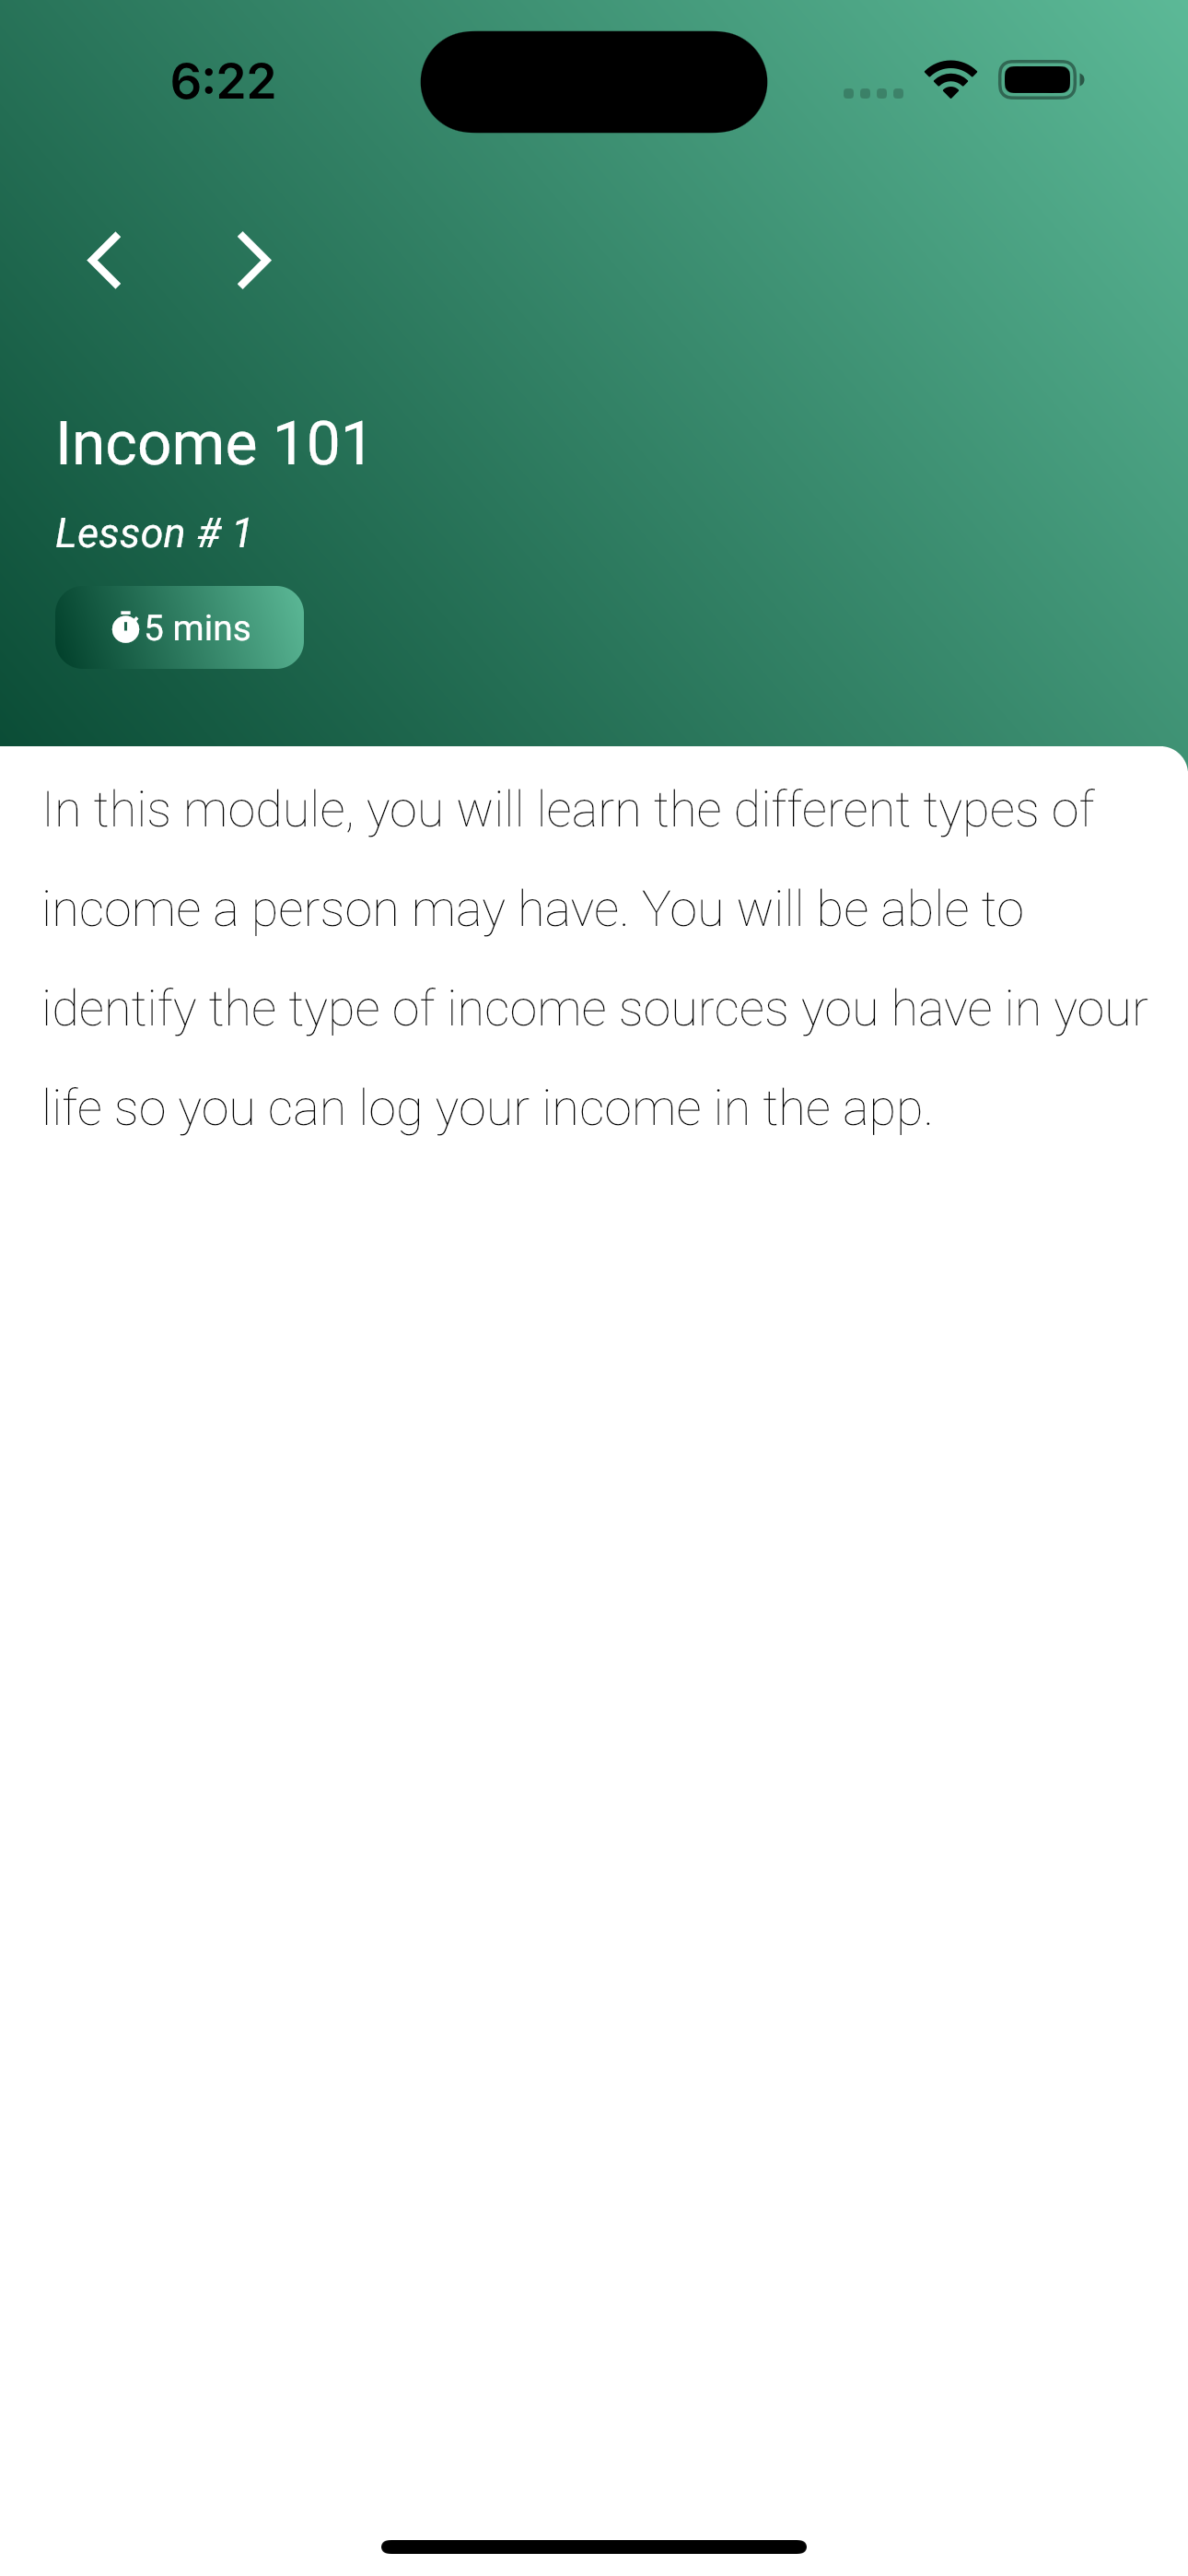 6:22
Income 101
Lesson # 1
5 mins
In this module, you will learn the different types of
income a person may have. You will be able to
identify the type of income sources you have in your
life so you can log your income in the app.